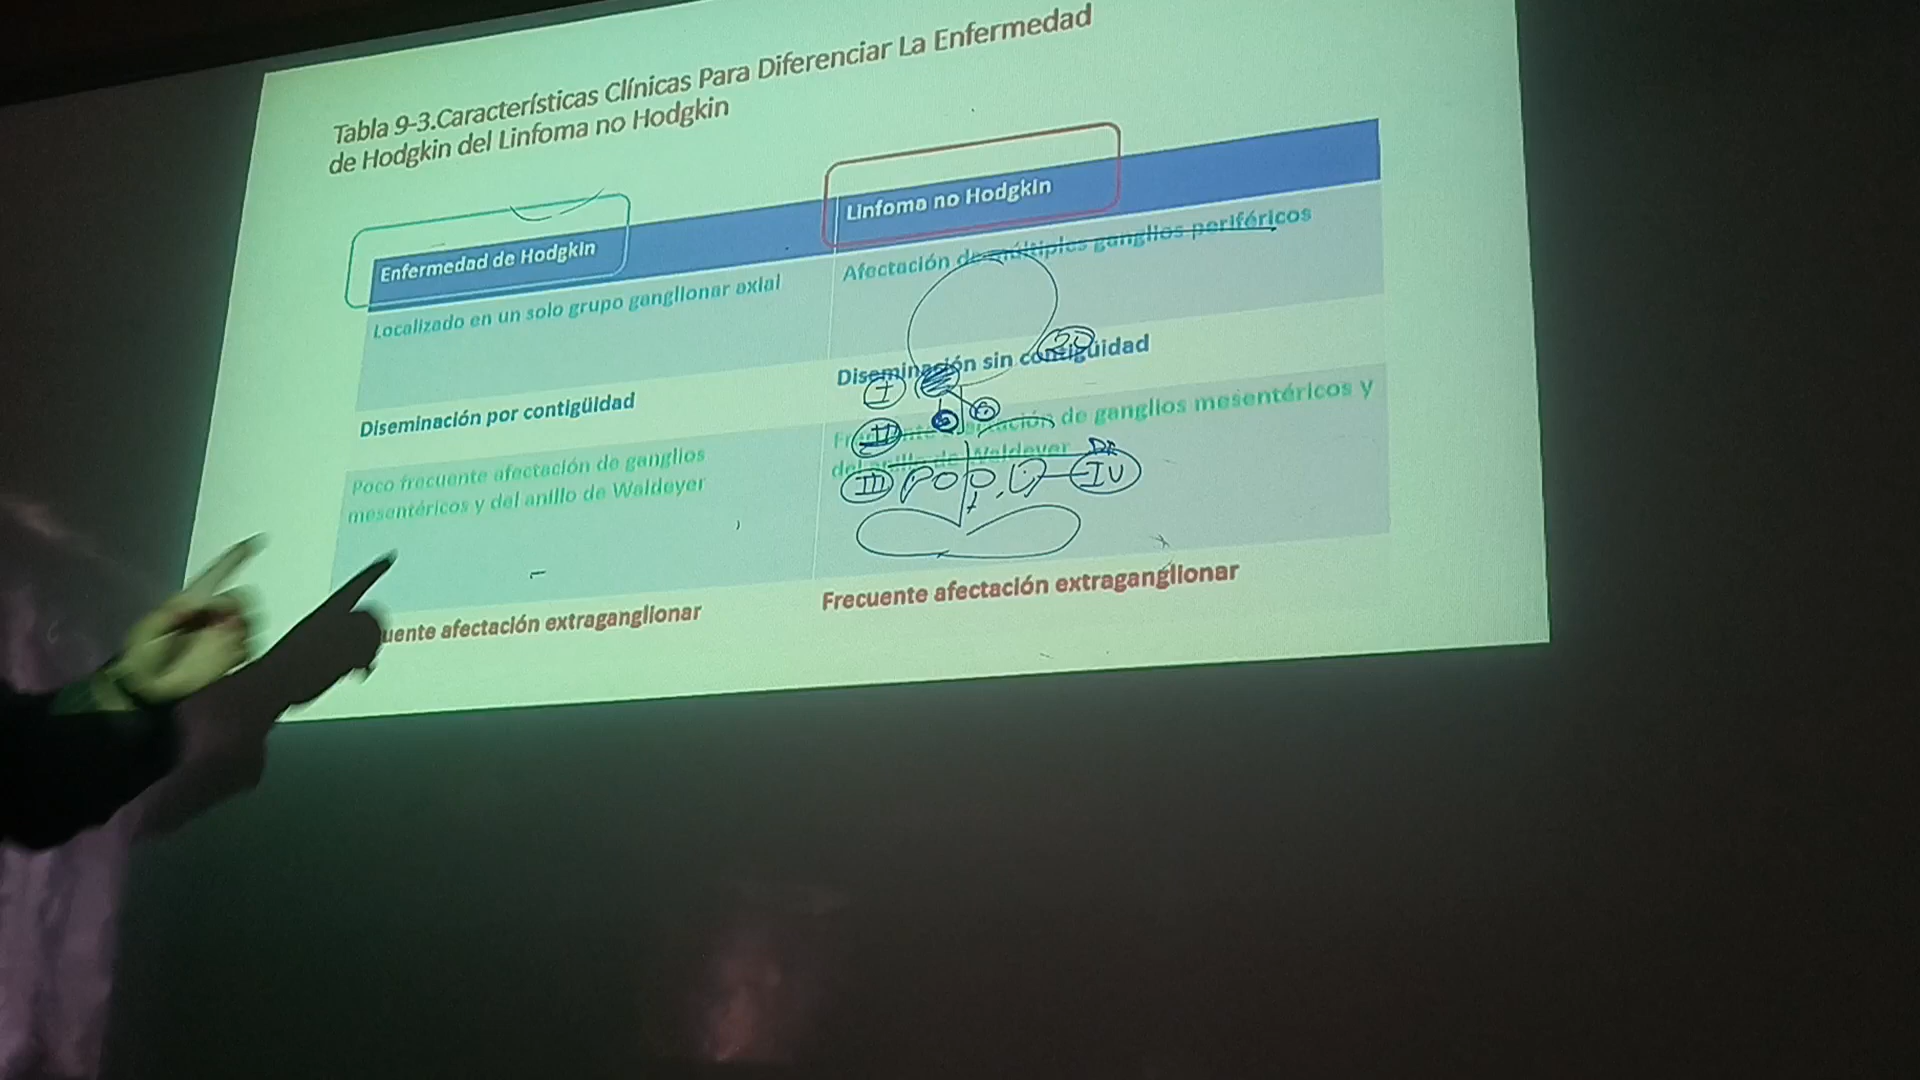 Tabla 9-3.Características Clínicas Para Diferenciar La Enfermedad
de Hodgkin del Linfoma no Hodgkin
Enfermedad de Hodgkin
Linfoma no Hodgkin
Localizado en un solo grupo ganglionar axial
Afectación de múltiples ganglios periféricos
Diseminación por contigüidad
Diseminación sin contigüidad
Poco frecuente afectación de ganglios
mesentéricos y del anillo de Waldeyer
de ganglios mesentéricos y
del anillo de Waldeyer
I
II
III
IV
uente afectación extraganglionar
Frecuente afectación extraganglionar